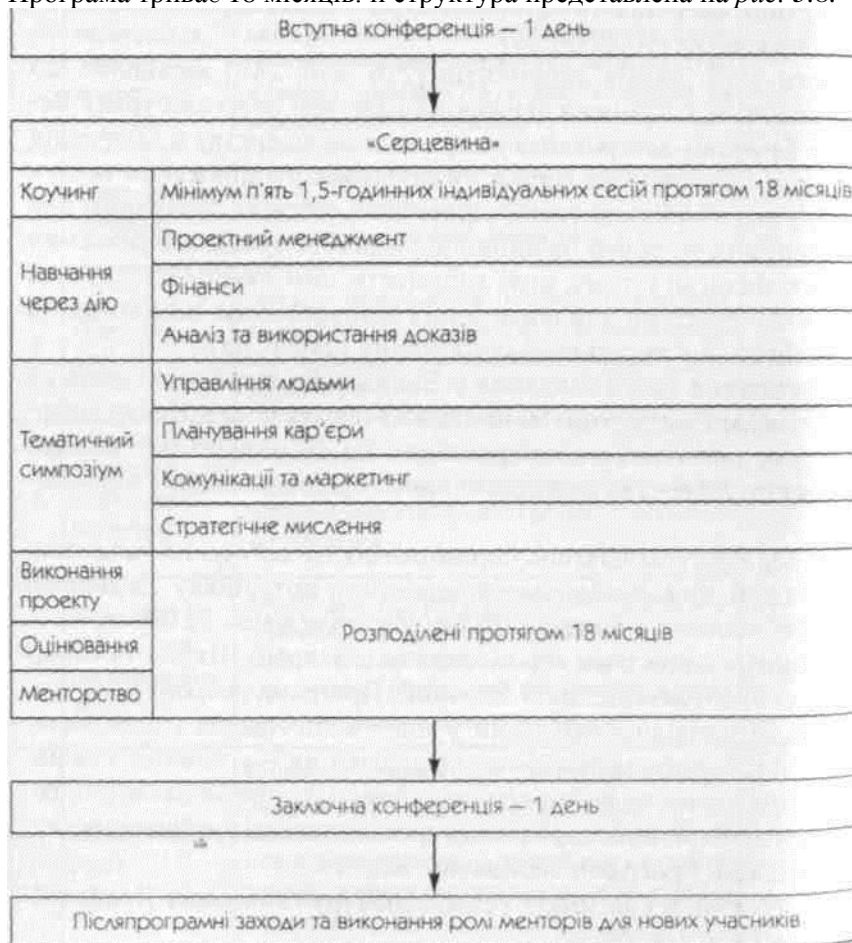 Програма триває 18 місяців. Її структура представлена на рис. 5.8.
Вступна конференція — 1 день
«Серцевина»
Коучинг
Мінімум п'ять 1,5-годинних індивідуальних сесій протягом 18 місяців
Навчання
через дію
Проектний менеджмент
Фінанси
Аналіз та використання доказів
Тематичний
симпозіум
Управління людьми
Планування кар'єри
Комунікації та маркетинг
Стратегічне мислення
Виконання
проекту
Оцінювання
Менторство
Розподілені протягом 18 місяців
Заключна конференція — 1 день
Післяпрограмні заходи та виконання ролі менторів для нових учасників